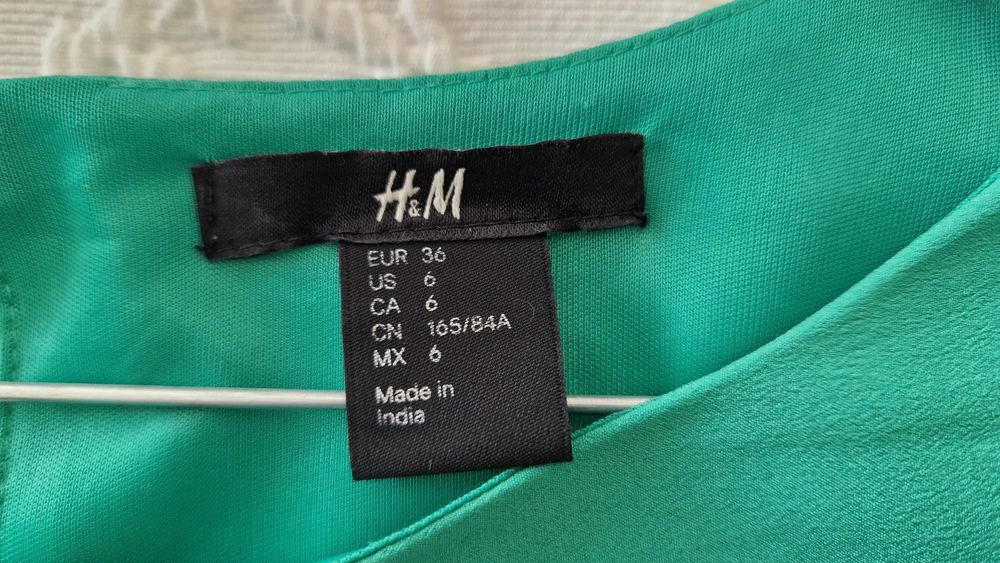 H&M
EUR 36
US 6
CA 6
CN 165/84A
MX 6
Made in
India